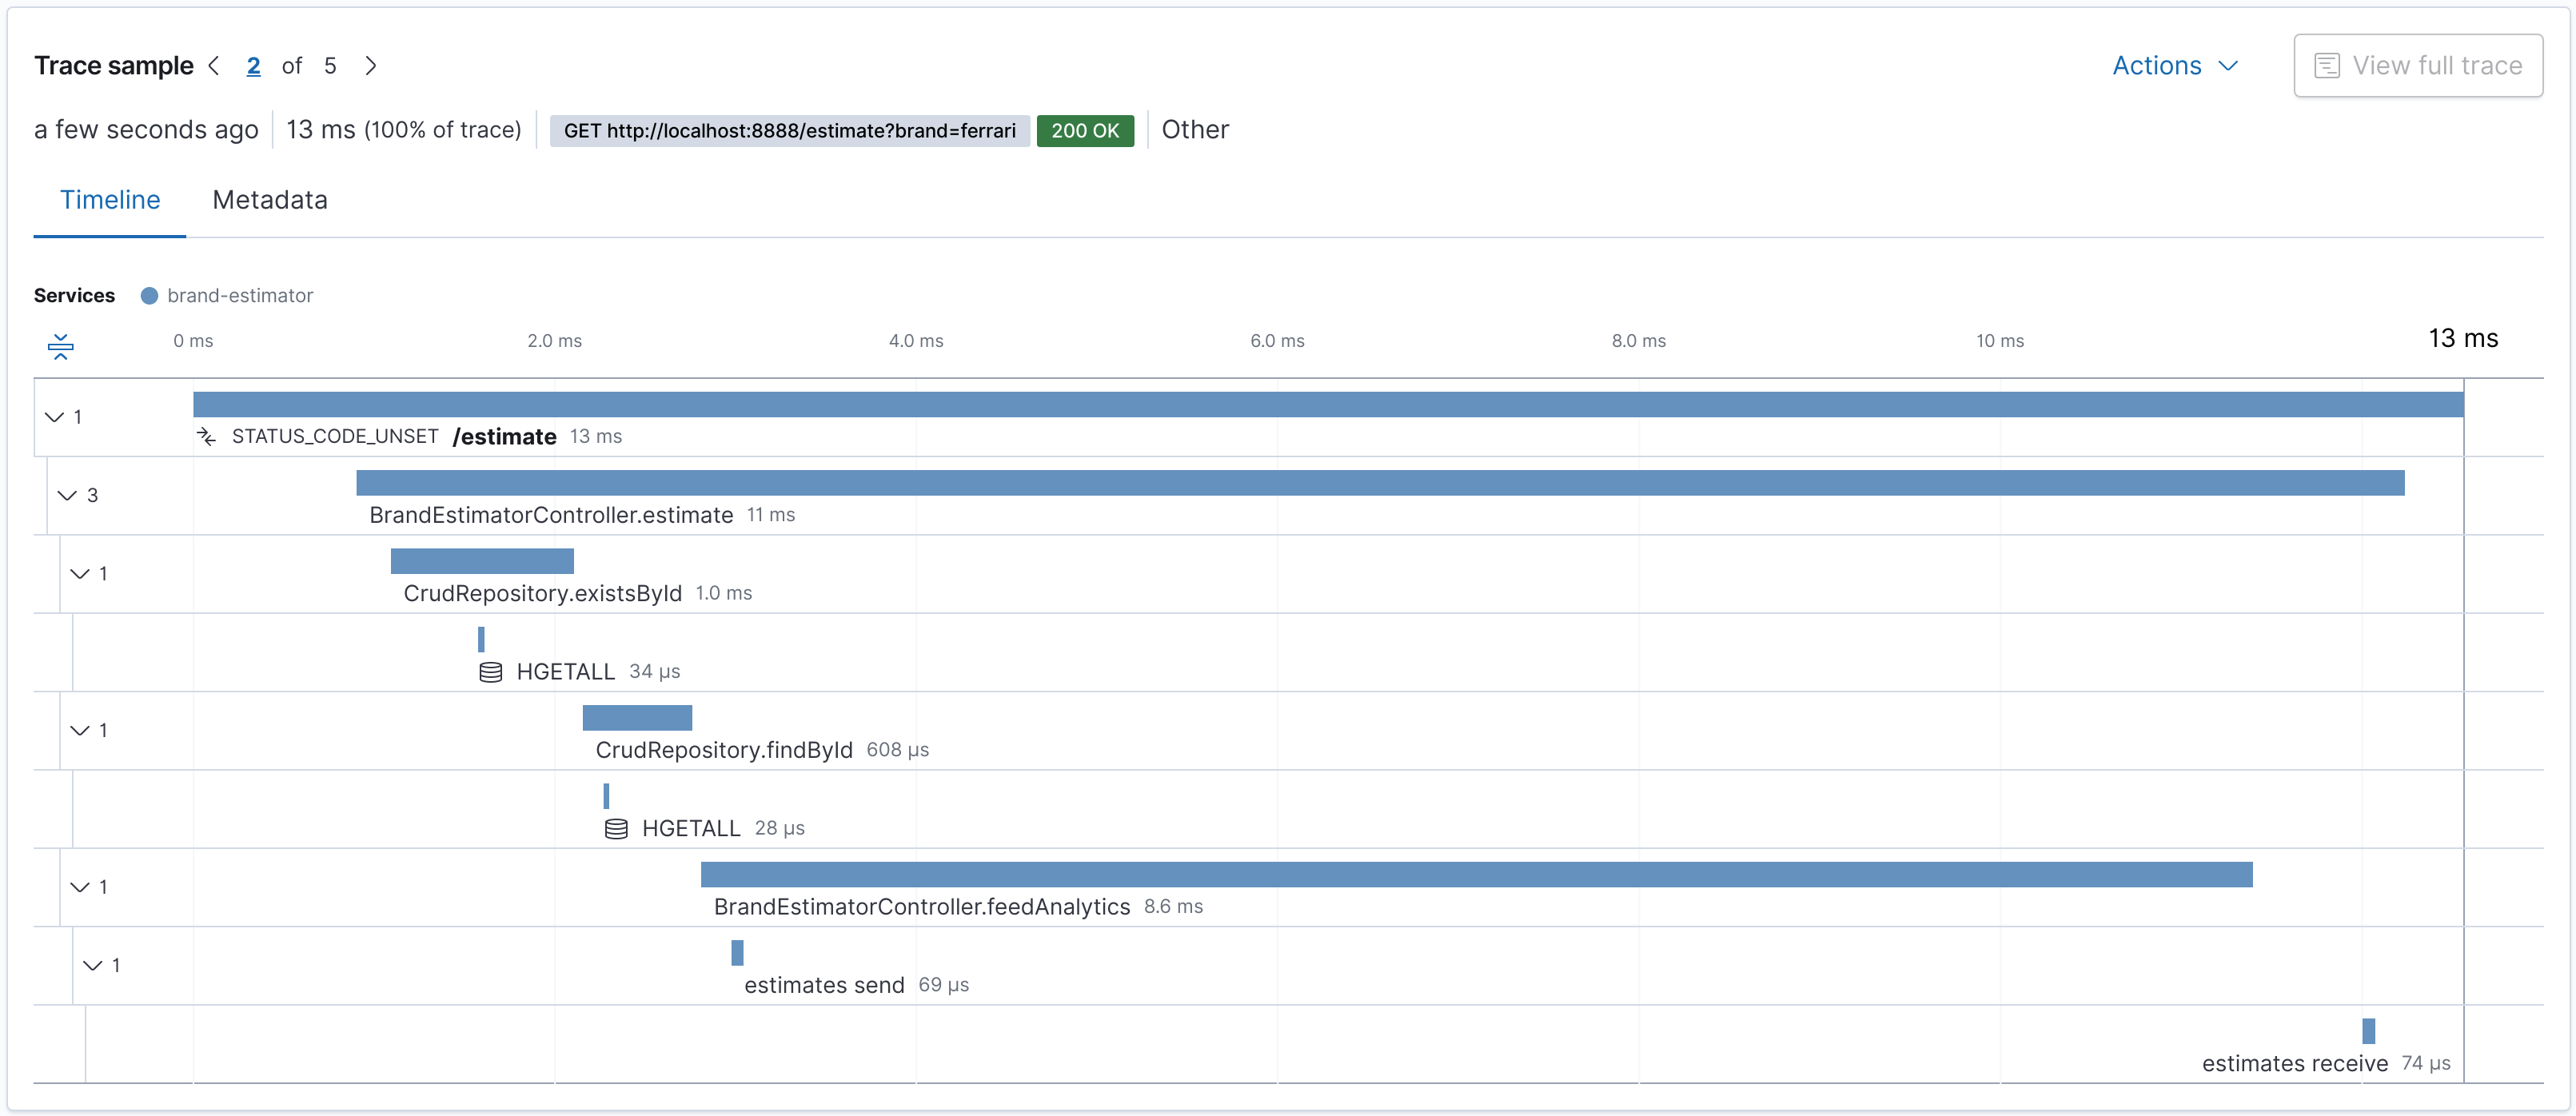 Trace sample 2 of 5 Actions View full trace
a few seconds ago 13 ms (100% of trace) GET http://localhost:8888/estimate?brand=ferrari 200 OK Other
Timeline Metadata
Services brand-estimator
0 ms 2.0 ms 4.0 ms 6.0 ms 8.0 ms 10 ms 13 ms
1
STATUS_CODE_UNSET /estimate 13 ms
3
BrandEstimatorController.estimate 11 ms
1
CrudRepository.existsById 1.0 ms
HGETALL 34 μs
1
CrudRepository.findById 608 μs
HGETALL 28 μs
1
BrandEstimatorController.feedAnalytics 8.6 ms
1
estimates send 69 μs
estimates receive 74 μs